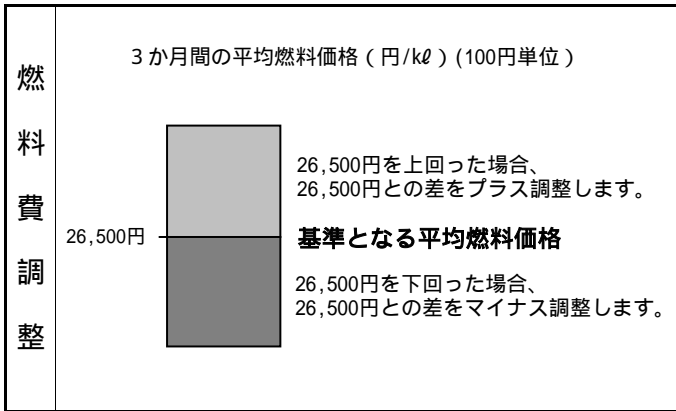 燃料費調整
3か月間の平均燃料価格（円/kℓ）(100円単位）
26,500円を上回った場合、
26,500円との差をプラス調整します。
26,500円
基準となる平均燃料価格
26,500円を下回った場合、
26,500円との差をマイナス調整します。